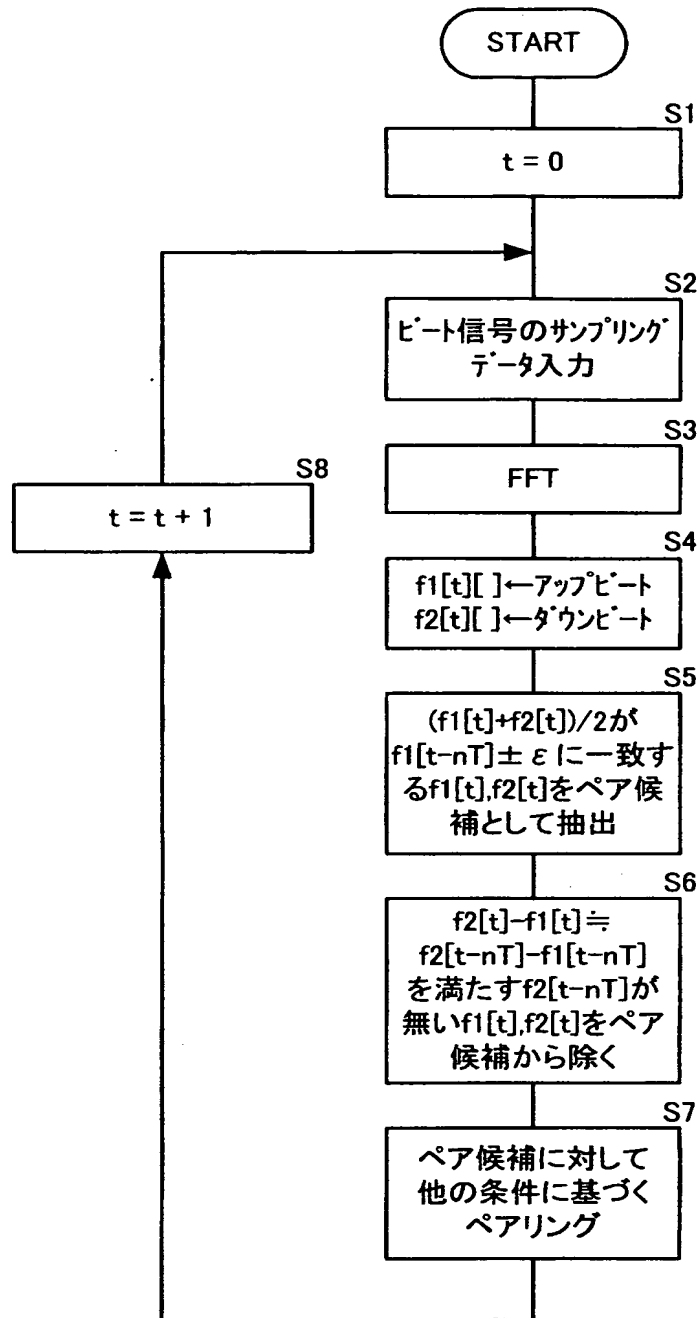 START
S1
t = 0
S2
ﾋﾞｰﾄ信号のｻﾝﾌﾟﾘﾝｸﾞ
ﾃﾞｰﾀ入力
S3
FFT
S4
f1[t][ ]←ｱｯﾌﾟﾋﾞｰﾄ
f2[t][ ]←ﾀﾞｳﾝﾋﾞｰﾄ
S5
(f1[t]+f2[t])/2が
f1[t-nT]±εに一致す
るf1[t],f2[t]をペア候
補として抽出
S6
f2[t]-f1[t]≒
f2[t-nT]-f1[t-nT]
を満たすf2[t-nT]が
無いf1[t],f2[t]をペア
候補から除く
S7
ペア候補に対して
他の条件に基づく
ペアリング
S8
t = t + 1